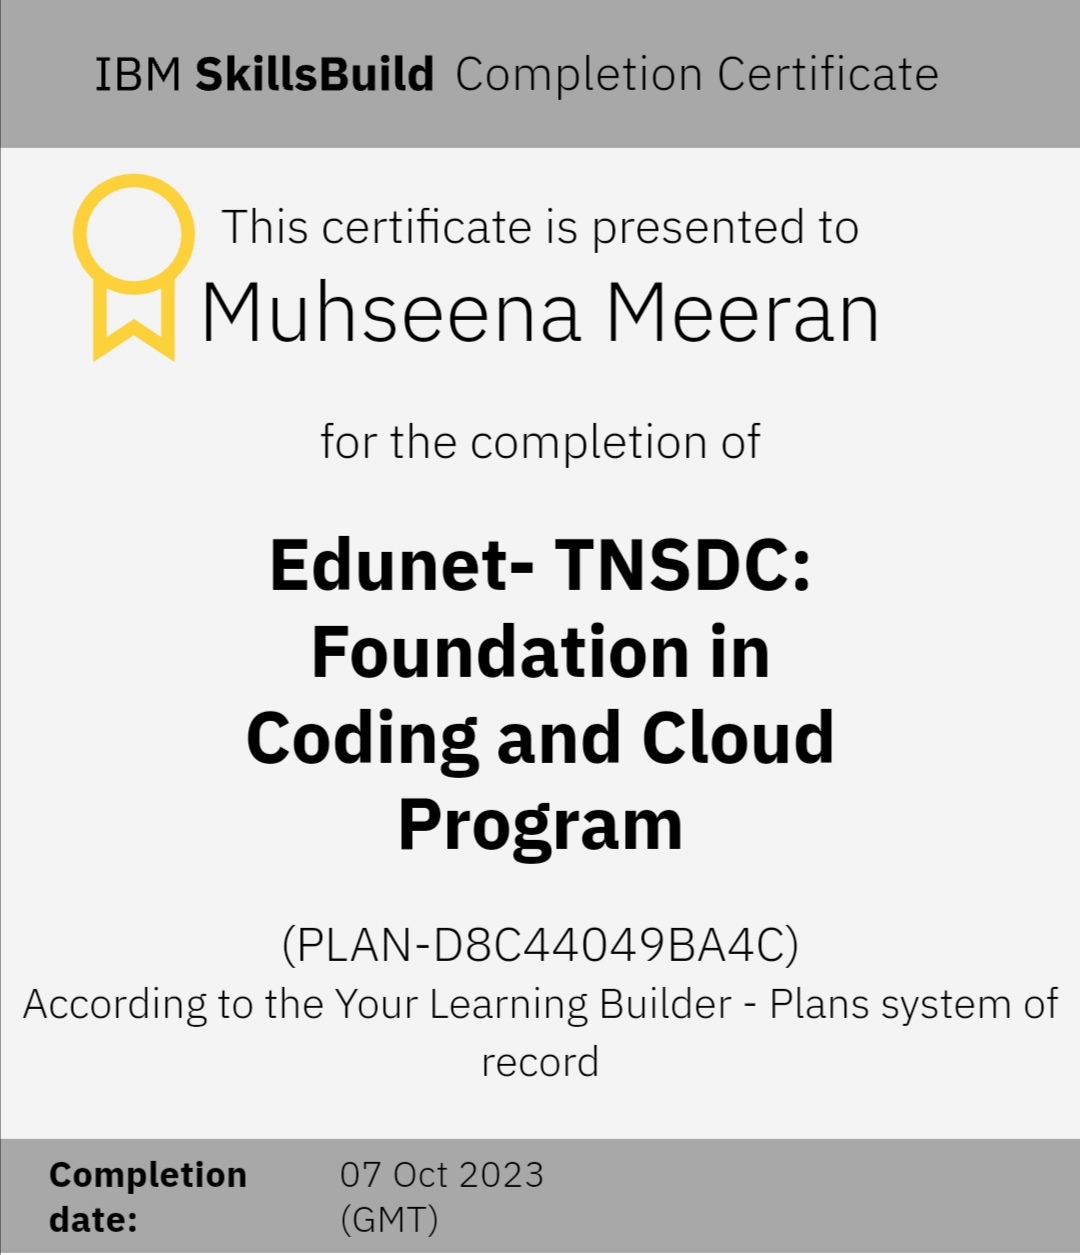 IBM SkillsBuild Completion Certificate
This certificate is presented to
Muhseena Meeran
for the completion of
Edunet- TNSDC:
Foundation in
Coding and Cloud
Program
(PLAN-D8C44049BA4C)
According to the Your Learning Builder - Plans system of
record
Completion date: 07 Oct 2023 (GMT)